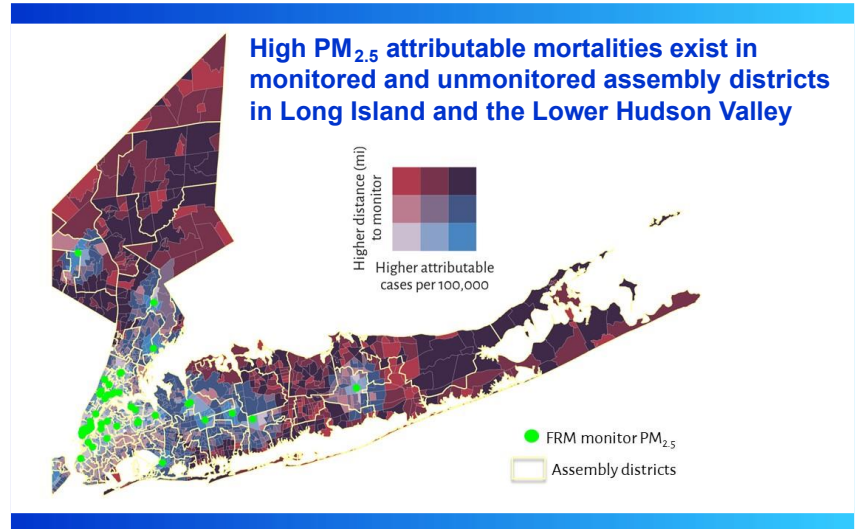 High PM2.5 attributable mortalities exist in
monitored and unmonitored assembly districts
in Long Island and the Lower Hudson Valley
Higher distance (mi)
to monitor
Higher attributable
cases per 100,000
FRM monitor PM2.5
Assembly districts